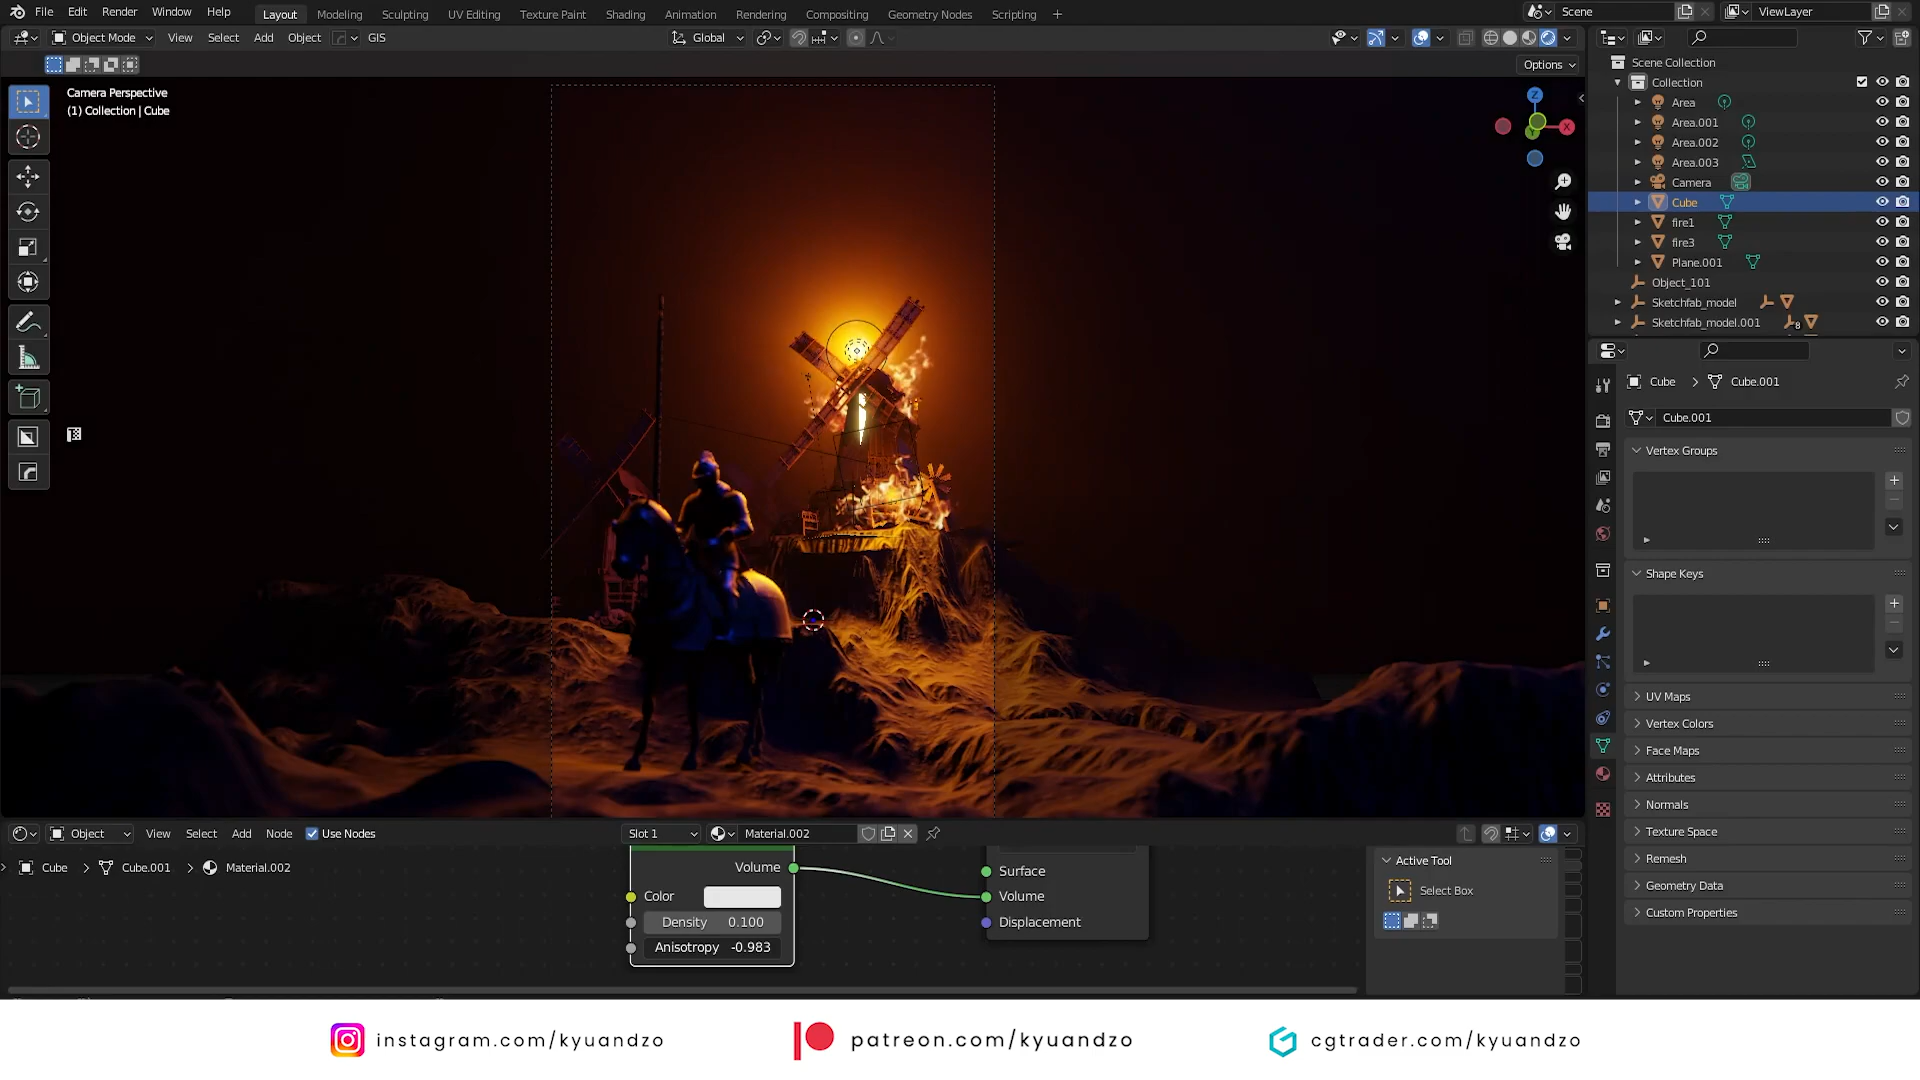 File Edit Render Window Help Layout Modeling Sculpting UV Editing Texture Paint Shading Animation Rendering Compositing Geometry Nodes Scripting + Scene ViewLayer
Object Mode View Select Add Object GIS Global
Options
Camera Perspective
(1) Collection | Cube
Scene Collection
Collection
Area
Area.001
Area.002
Area.003
Camera
Cube
fire1
fire3
Plane.001
Object_101
Sketchfab_model
Sketchfab_model.001 8
Z
X
Cube > Cube.001
Cube.001
Vertex Groups
Shape Keys
UV Maps
Vertex Colors
Face Maps
Attributes
Normals
Texture Space
Remesh
Geometry Data
Custom Properties
Object View Select Add Node Use Nodes Slot 1 Material.002
Cube > Cube.001 > Material.002
Volume
Color
Density 0.100
Anisotropy -0.983
Surface
Volume
Displacement
Active Tool
Select Box
instagram.com/kyuandzo patreon.com/kyuandzo cgtrader.com/kyuandzo